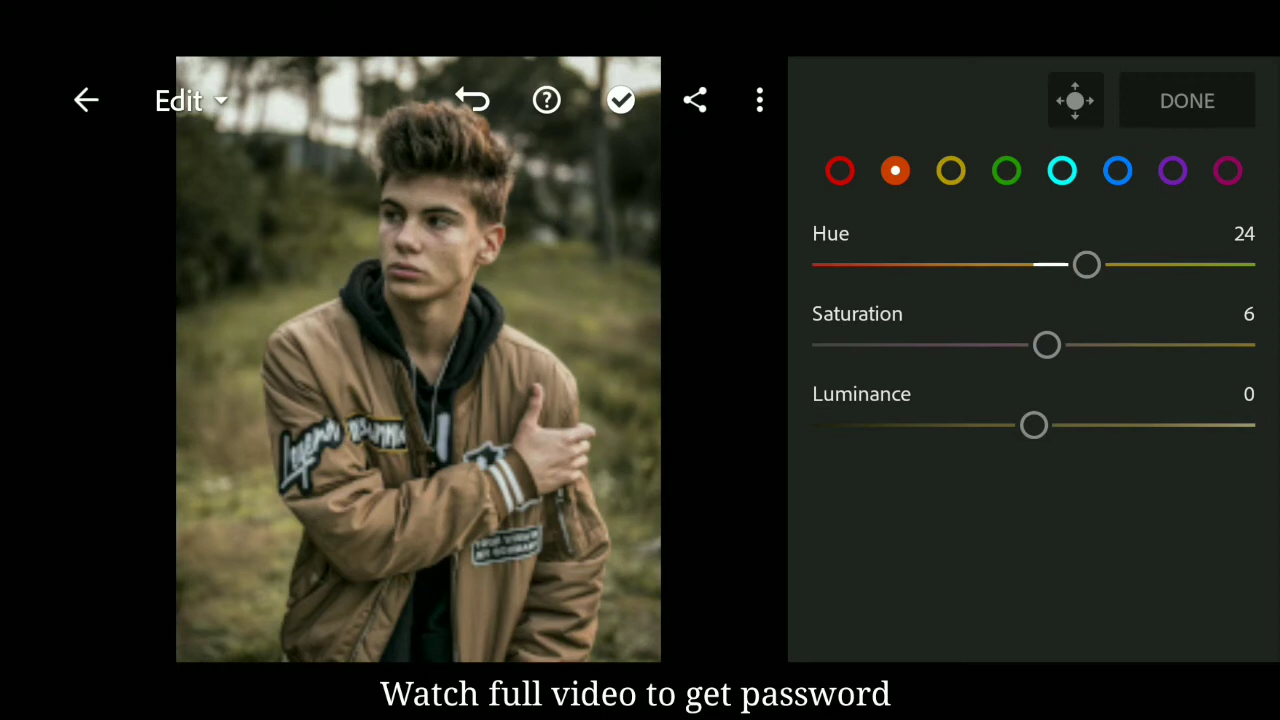 Edit
DONE
Hue 24
Saturation 6
Luminance 0
Watch full video to get password